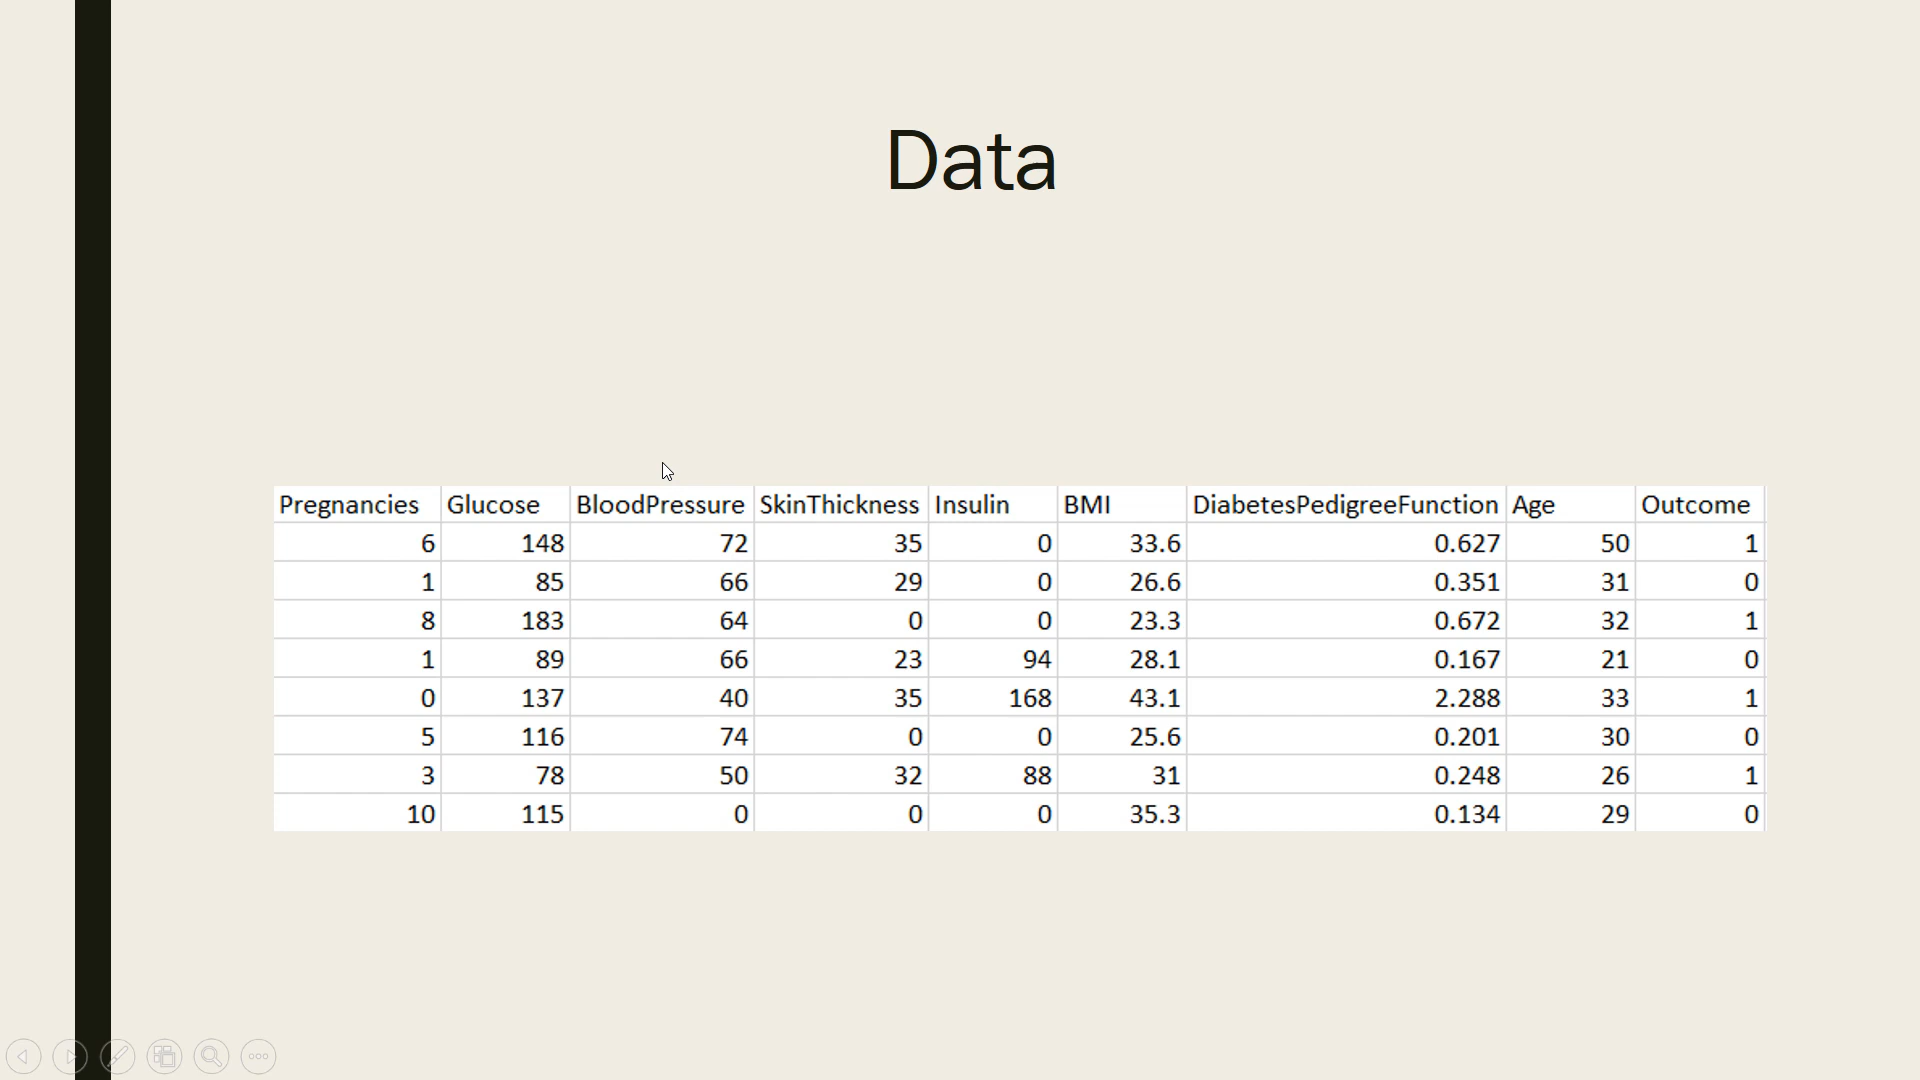 Data
Pregnancies Glucose BloodPressure SkinThickness Insulin BMI DiabetesPedigreeFunction Age Outcome
6 148 72 35 0 33.6 0.627 50 1
1 85 66 29 0 26.6 0.351 31 0
8 183 64 0 0 23.3 0.672 32 1
1 89 66 23 94 28.1 0.167 21 0
0 137 40 35 168 43.1 2.288 33 1
5 116 74 0 0 25.6 0.201 30 0
3 78 50 32 88 31 0.248 26 1
10 115 0 0 0 35.3 0.134 29 0